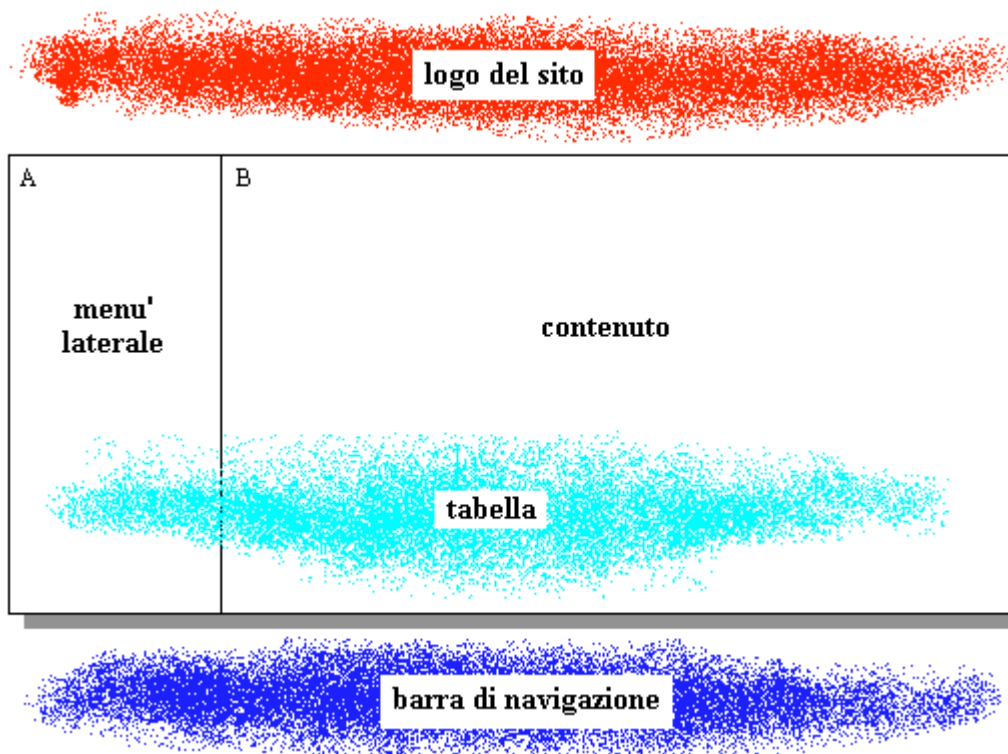 logo del sito
A
B
menu'
laterale
contenuto
tabella
barra di navigazione